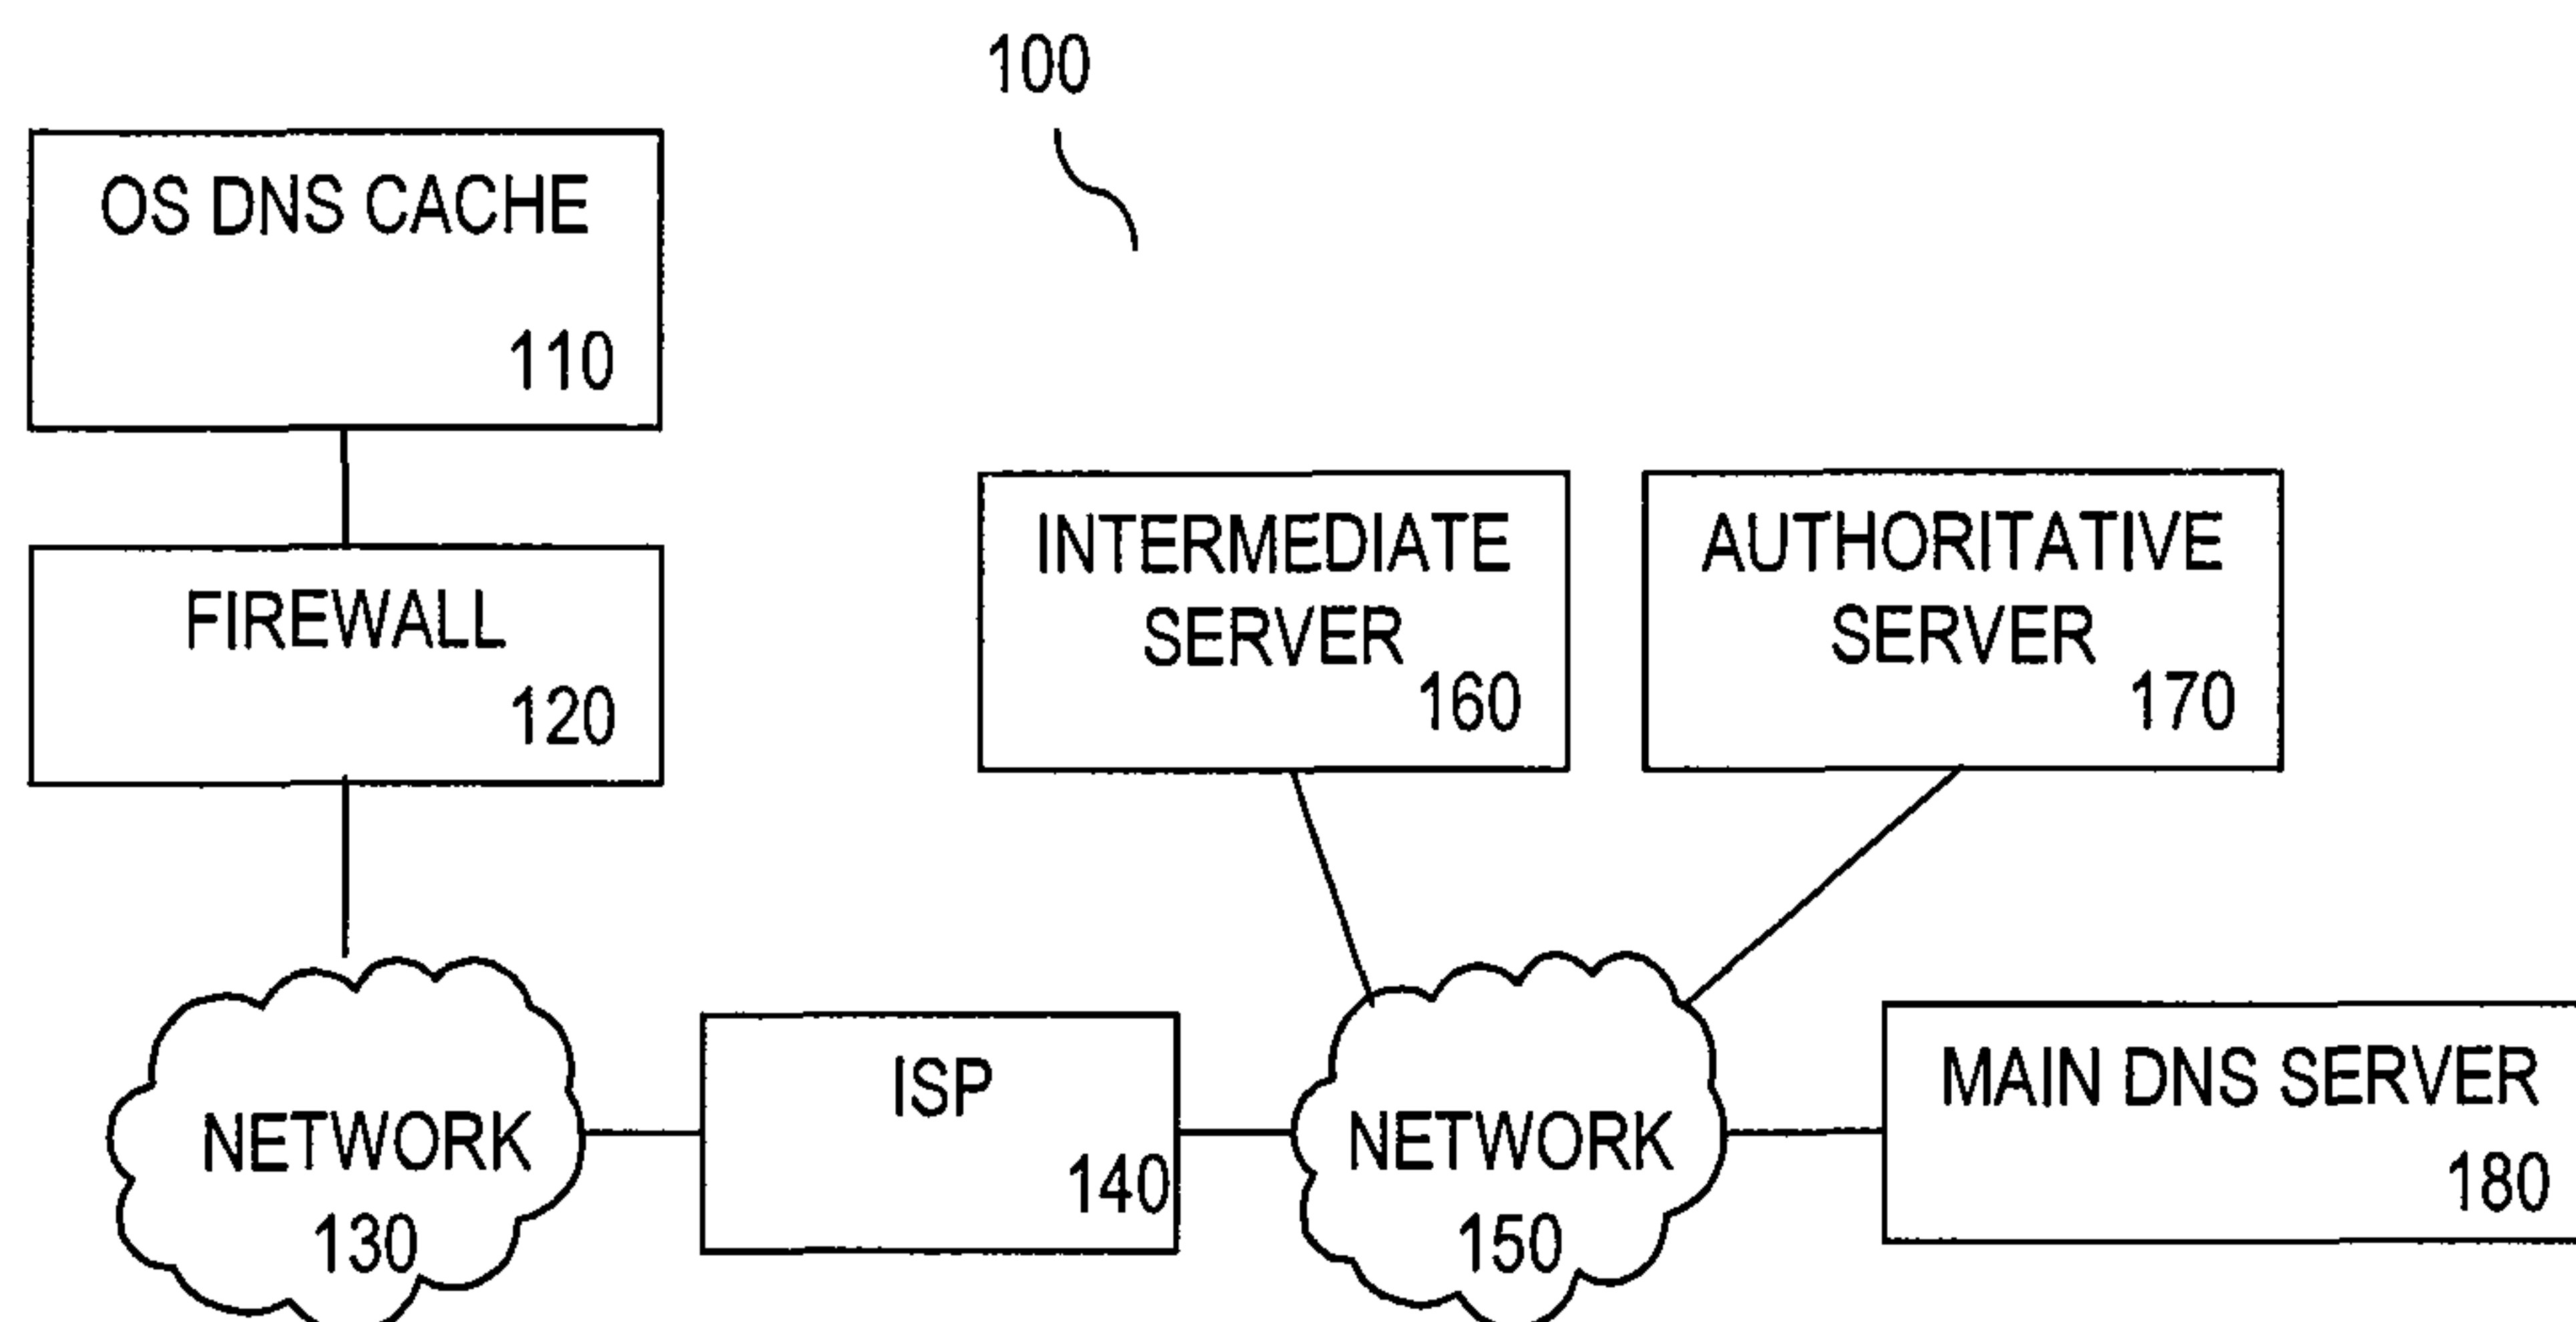 100
OS DNS CACHE
110
FIREWALL
120
INTERMEDIATE
SERVER
160
AUTHORITATIVE
SERVER
170
NETWORK
130
ISP
140
NETWORK
150
MAIN DNS SERVER
180